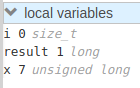 local variables
i 0 size_t
result 1 long
x 7 unsigned long